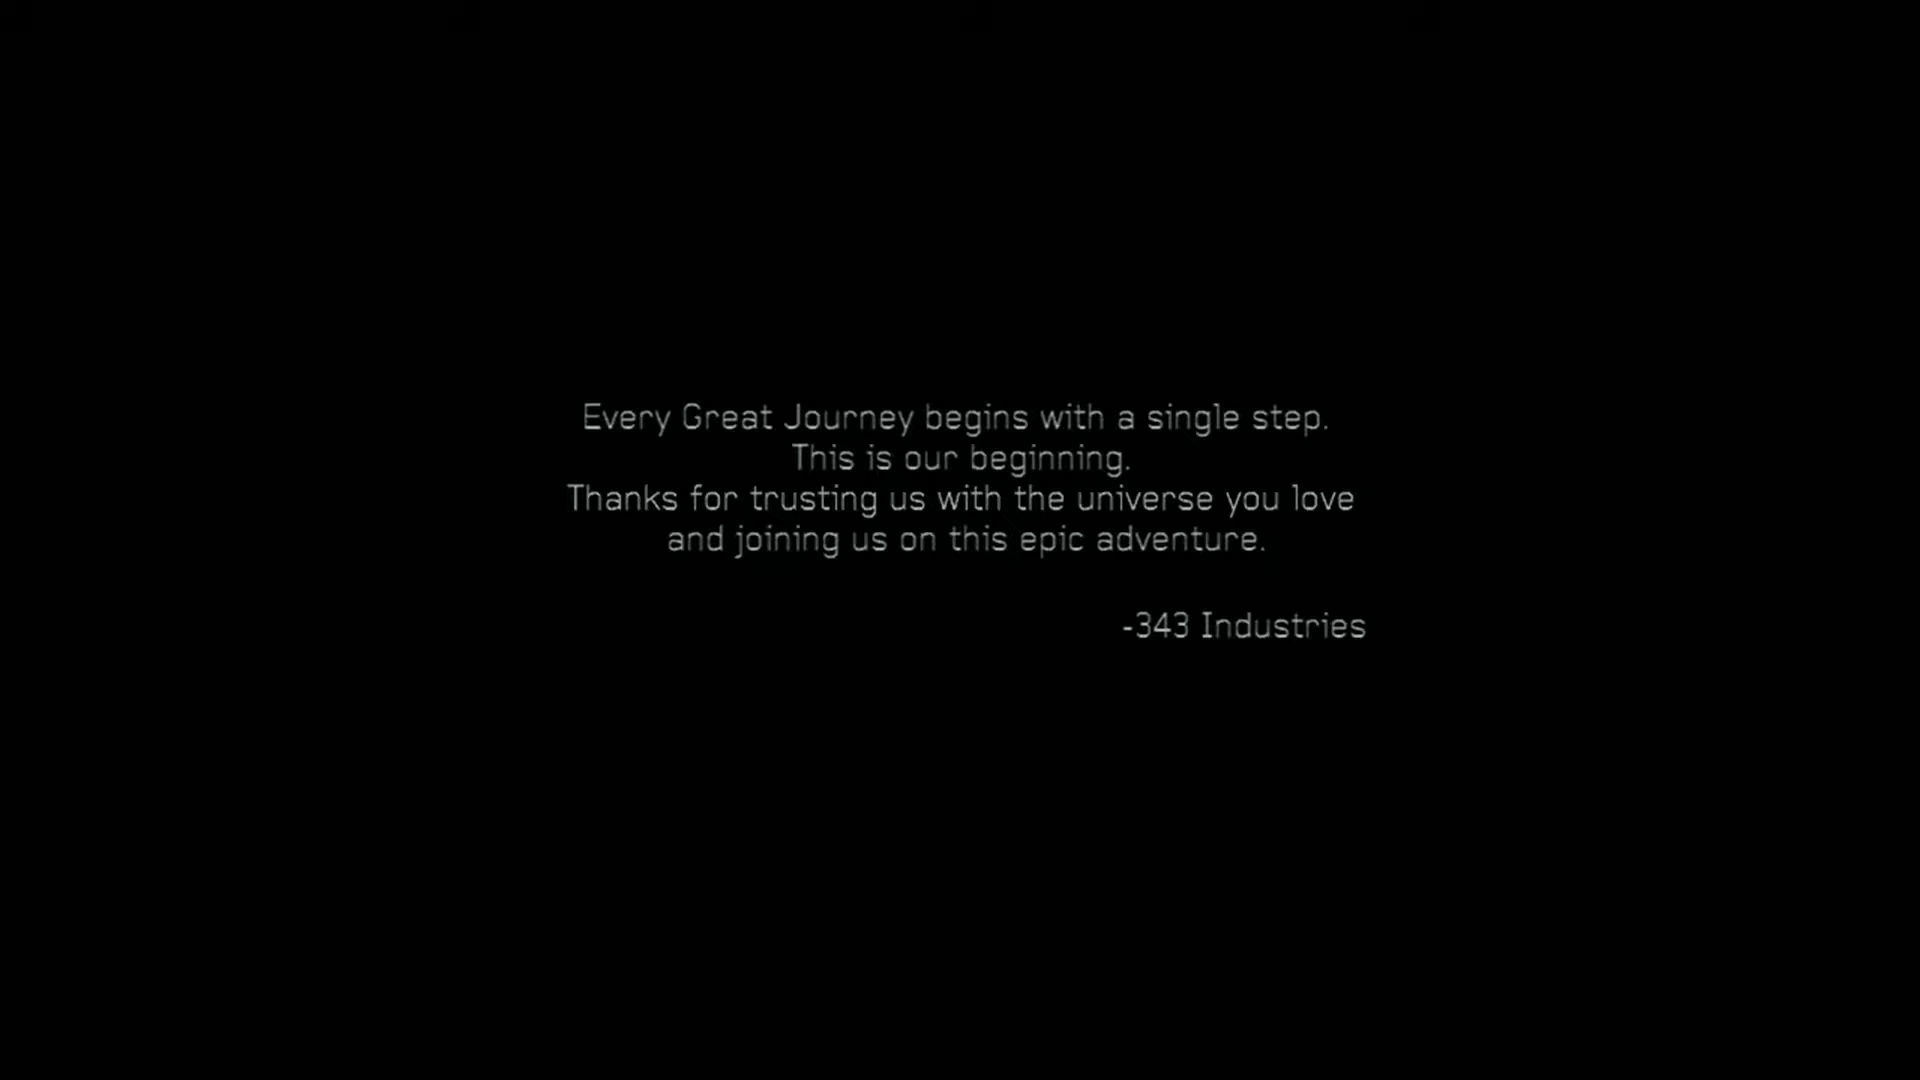 Every Great Journey begins with a single step.
This is our beginning.
Thanks for trusting us with the universe you love
and joining us on this epic adventure.
-343 Industries